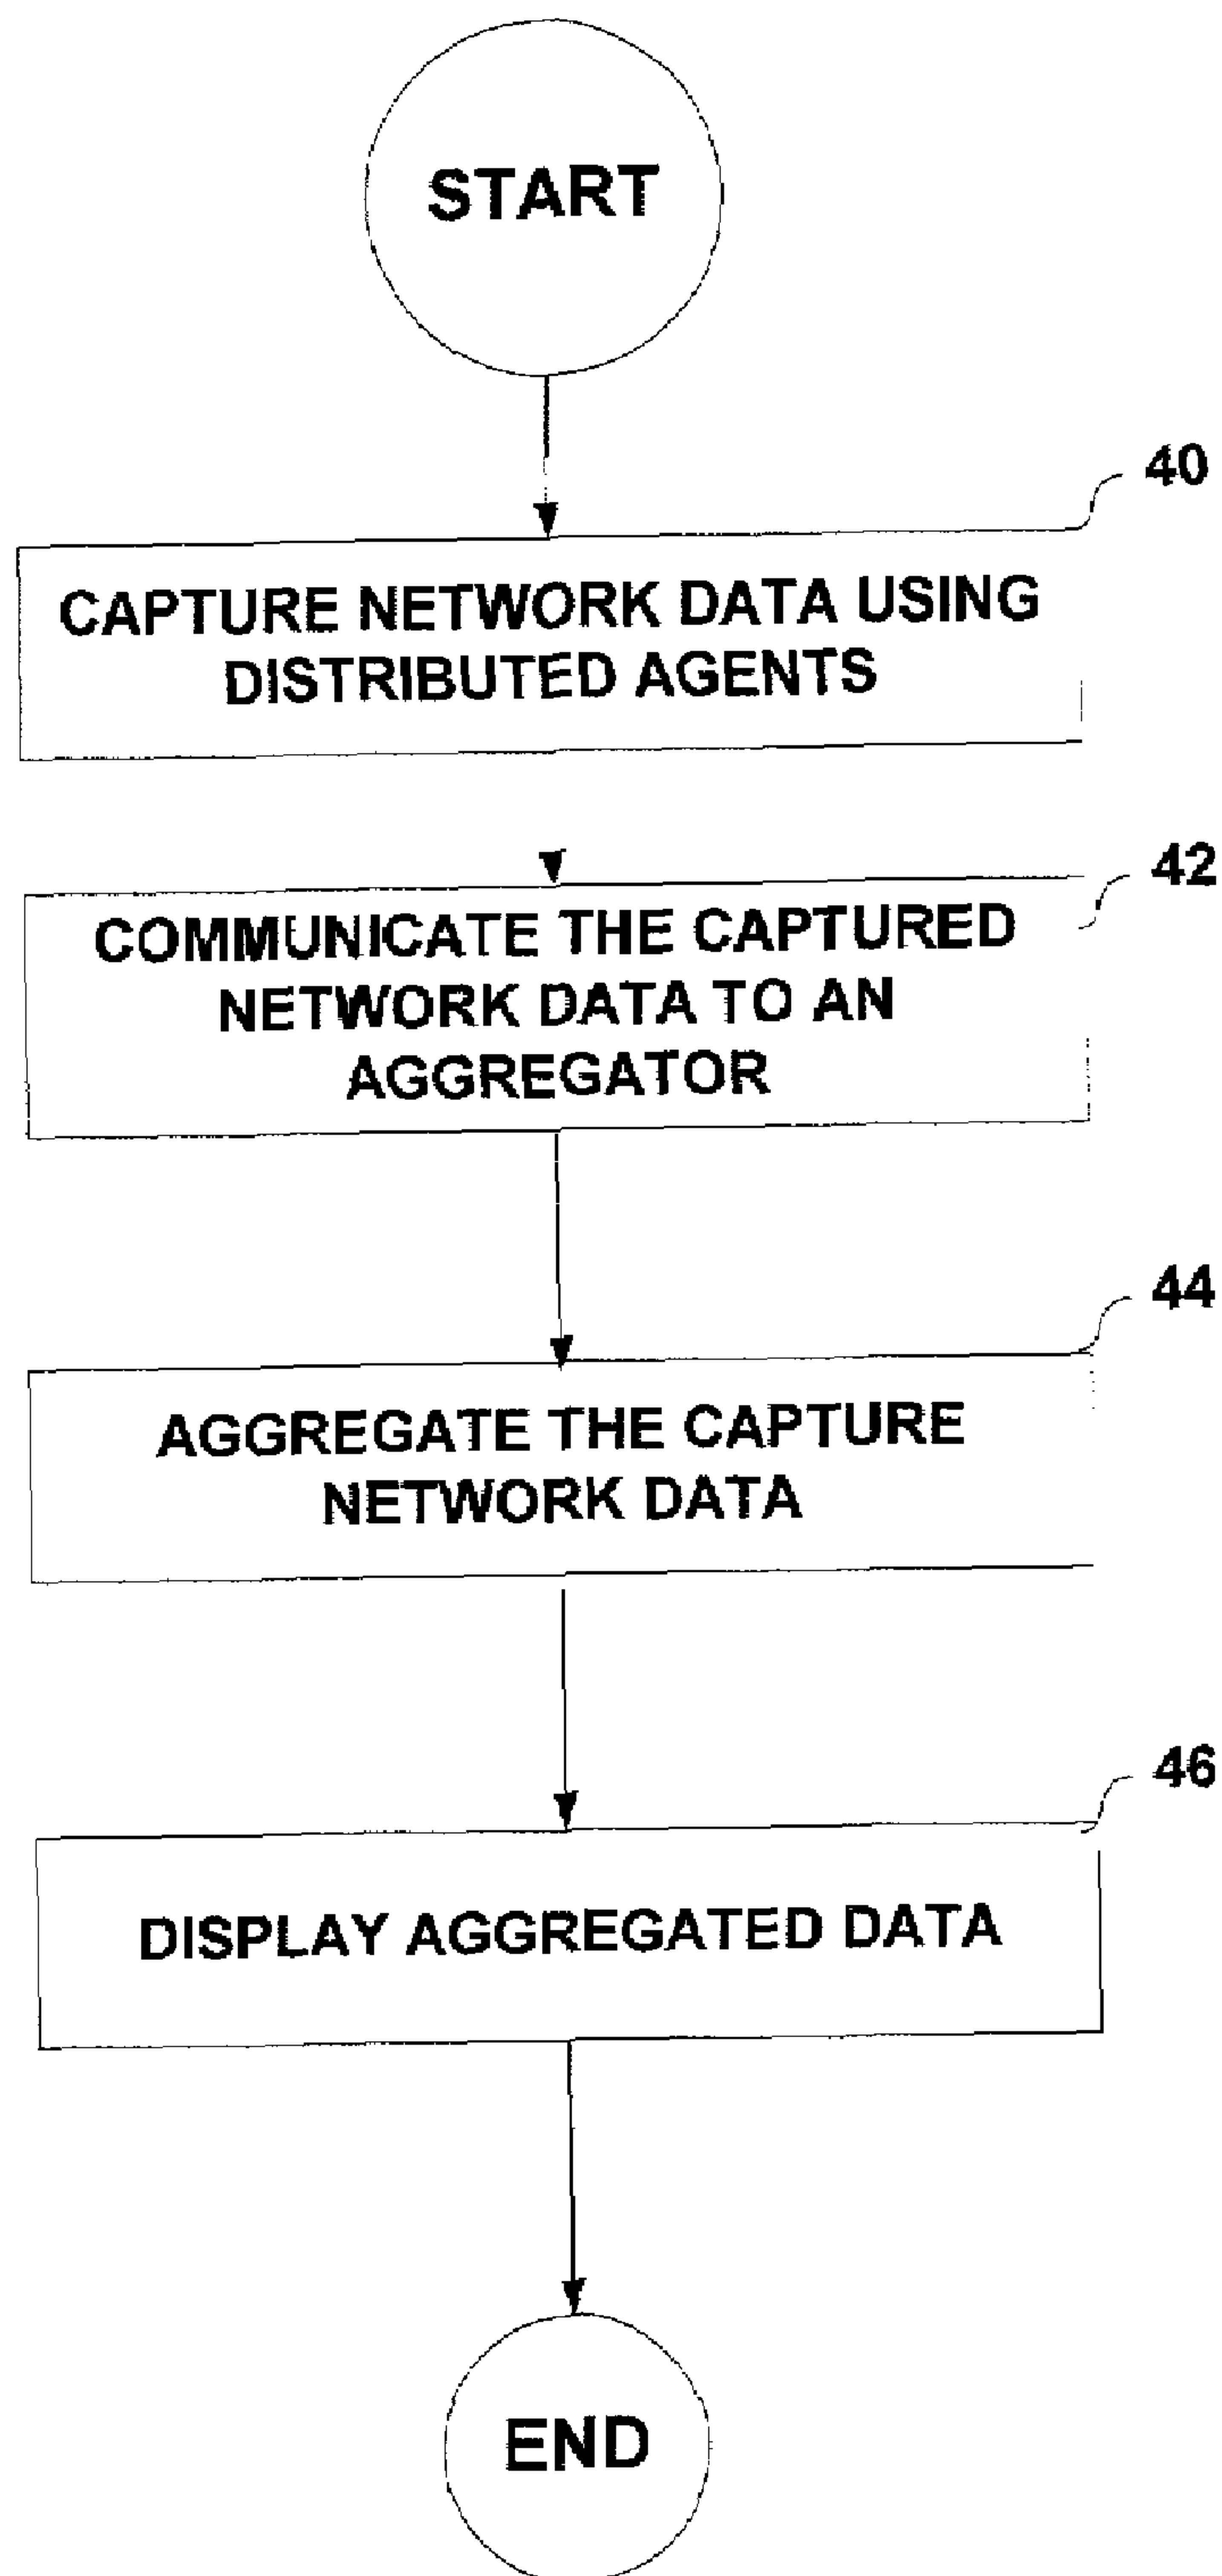 START
40
CAPTURE NETWORK DATA USING
DISTRIBUTED AGENTS
42
COMMUNICATE THE CAPTURED
NETWORK DATA TO AN
AGGREGATOR
44
AGGREGATE THE CAPTURE
NETWORK DATA
46
DISPLAY AGGREGATED DATA
END